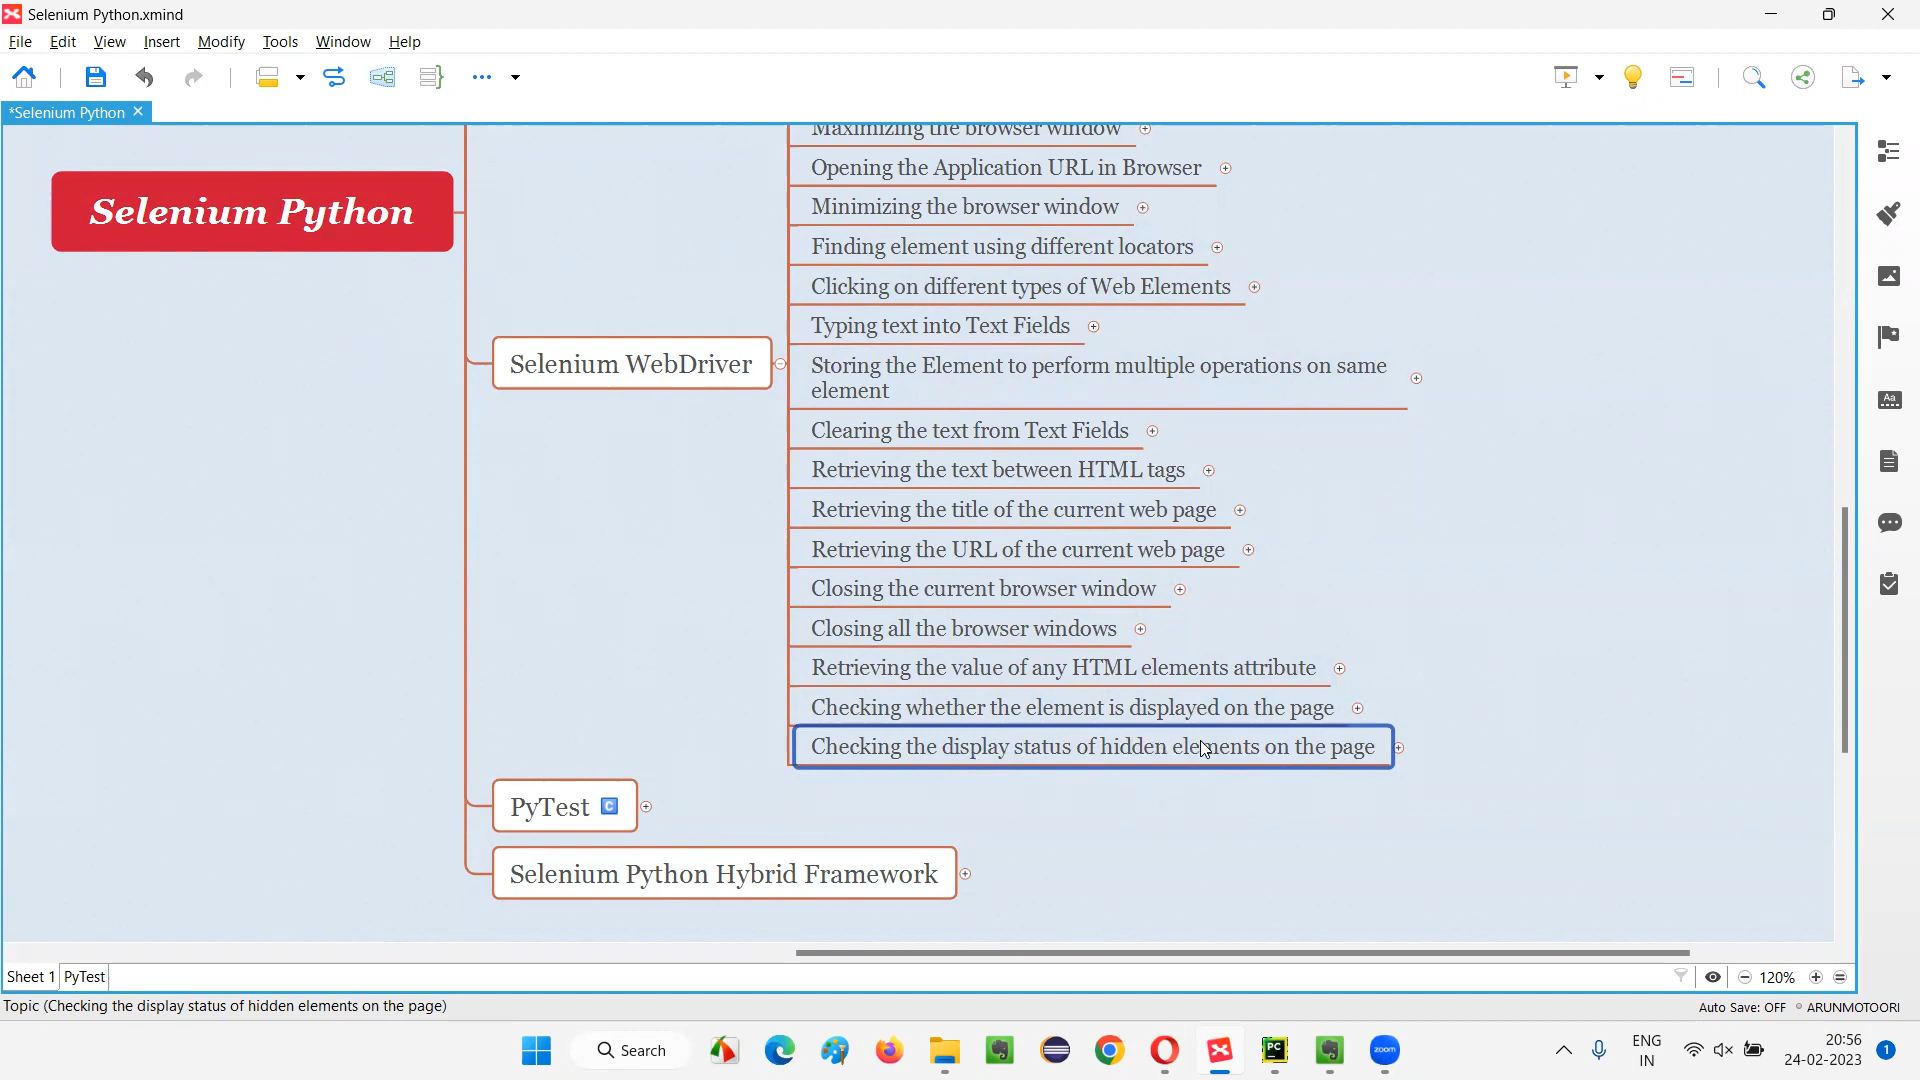 Selenium Python.xmind
File Edit View Insert Modify Tools Window Help
*Selenium Python
Maximizing the browser window
Opening the Application URL in Browser
Selenium Python
Minimizing the browser window
Finding element using different locators
Clicking on different types of Web Elements
Typing text into Text Fields
Selenium WebDriver
Storing the Element to perform multiple operations on same
element
Clearing the text from Text Fields
Retrieving the text between HTML tags
Retrieving the title of the current web page
Retrieving the URL of the current web page
Closing the current browser window
Closing all the browser windows
Retrieving the value of any HTML elements attribute
Checking whether the element is displayed on the page
Checking the display status of hidden elements on the page
PyTest C
Selenium Python Hybrid Framework
Sheet 1 PyTest
120%
Topic (Checking the display status of hidden elements on the page)
Auto Save: OFF ARUNMOTOORI
Search
PC
zoom
ENG
IN
20:56
24-02-2023
1
Aa